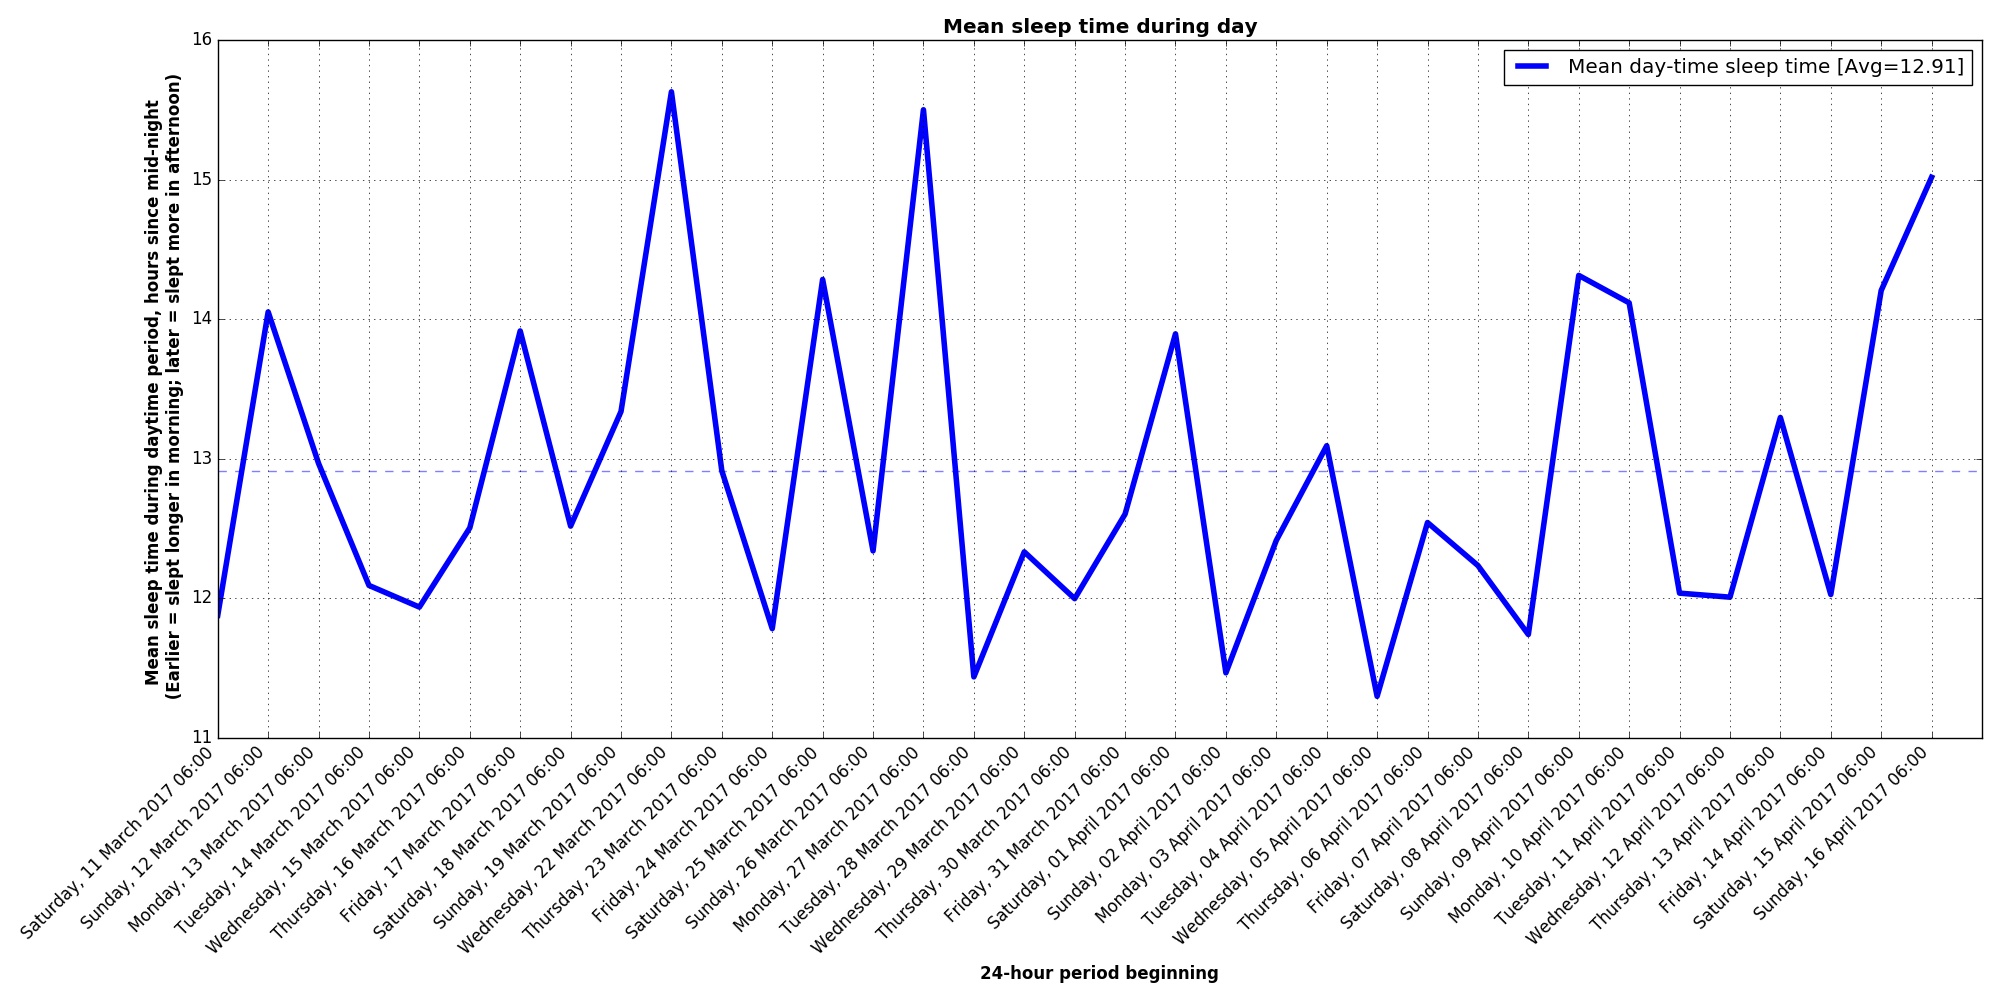 Mean sleep time during day
Mean day-time sleep time [Avg=12.91]
Mean sleep time during daytime period, hours since mid-night
(Earlier = slept longer in morning; later = slept more in afternoon)
16
15
14
13
12
11
Saturday, 11 March 2017 06:00
Sunday, 12 March 2017 06:00
Monday, 13 March 2017 06:00
Tuesday, 14 March 2017 06:00
Wednesday, 15 March 2017 06:00
Thursday, 16 March 2017 06:00
Friday, 17 March 2017 06:00
Saturday, 18 March 2017 06:00
Sunday, 19 March 2017 06:00
Wednesday, 22 March 2017 06:00
Thursday, 23 March 2017 06:00
Friday, 24 March 2017 06:00
Saturday, 25 March 2017 06:00
Sunday, 26 March 2017 06:00
Monday, 27 March 2017 06:00
Tuesday, 28 March 2017 06:00
Wednesday, 29 March 2017 06:00
Thursday, 30 March 2017 06:00
Friday, 31 March 2017 06:00
Saturday, 01 April 2017 06:00
Sunday, 02 April 2017 06:00
Monday, 03 April 2017 06:00
Tuesday, 04 April 2017 06:00
Wednesday, 05 April 2017 06:00
Thursday, 06 April 2017 06:00
Friday, 07 April 2017 06:00
Saturday, 08 April 2017 06:00
Sunday, 09 April 2017 06:00
Monday, 10 April 2017 06:00
Tuesday, 11 April 2017 06:00
Wednesday, 12 April 2017 06:00
Thursday, 13 April 2017 06:00
Friday, 14 April 2017 06:00
Saturday, 15 April 2017 06:00
Sunday, 16 April 2017 06:00
24-hour period beginning